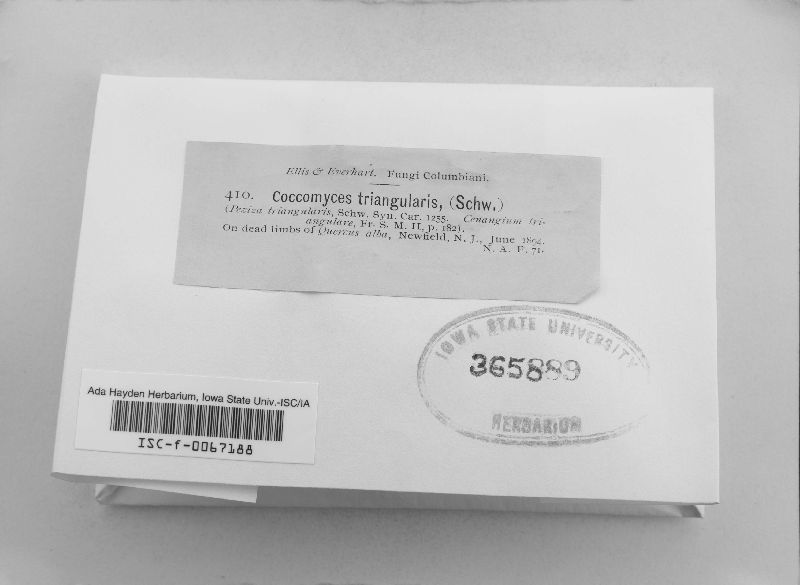 Ellis & Everhart. Fungi Columbiani.
410. Coccomyces triangularis, (Schw.)
(Peziza triangularis, Schw. Syn. Car. 1255. Cenangium tri-
angulare, Fr. S. M. II, p. 182).
On dead limbs of Quercus alba, Newfield, N. J., June 1894.
N. A. F. 71.
IOWA STATE UNIVERSITY
365889
HERBARIUM
Ada Hayden Herbarium, Iowa State Univ.-ISC/IA
ISC-f-0067188